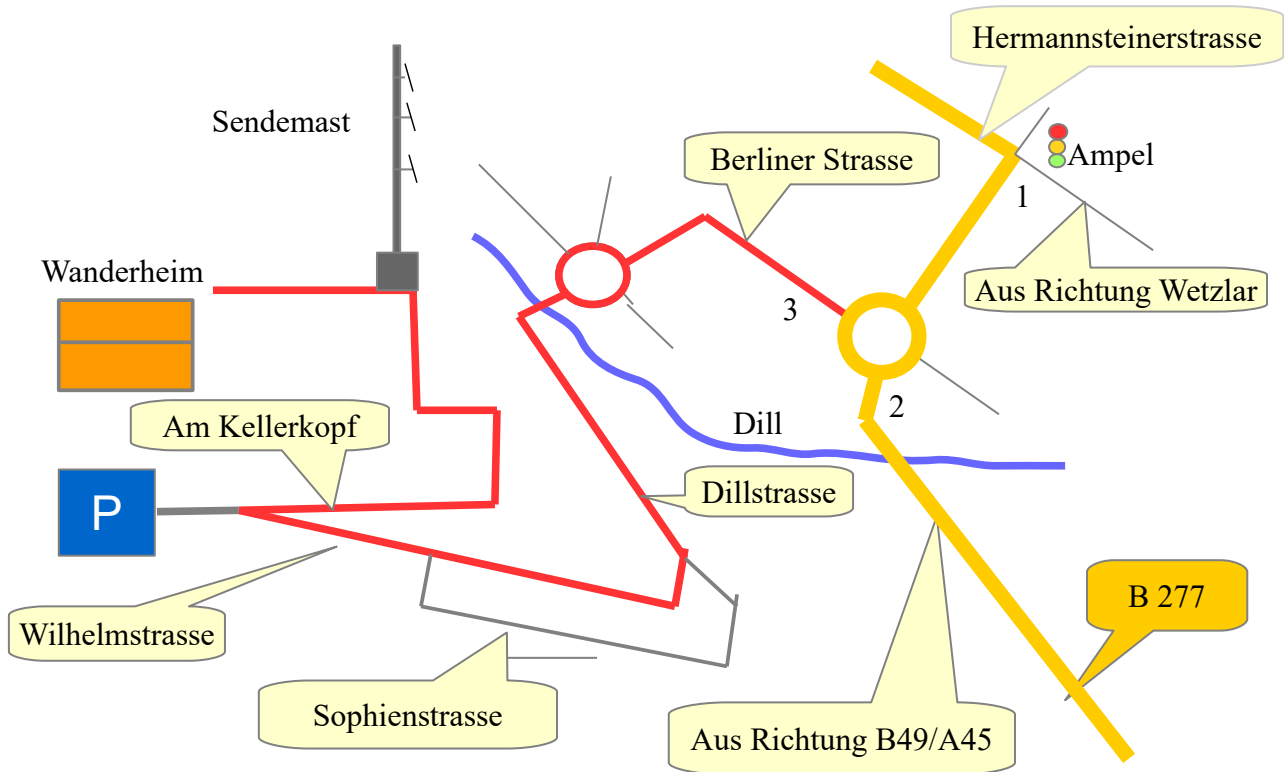 Hermannsteinerstrasse
Sendemast
Berliner Strasse
Ampel
1
Wanderheim
Aus Richtung Wetzlar
3
2
Am Kellerkopf
Dill
P
Dillstrasse
B 277
Wilhelmstrasse
Sophienstrasse
Aus Richtung B49/A45